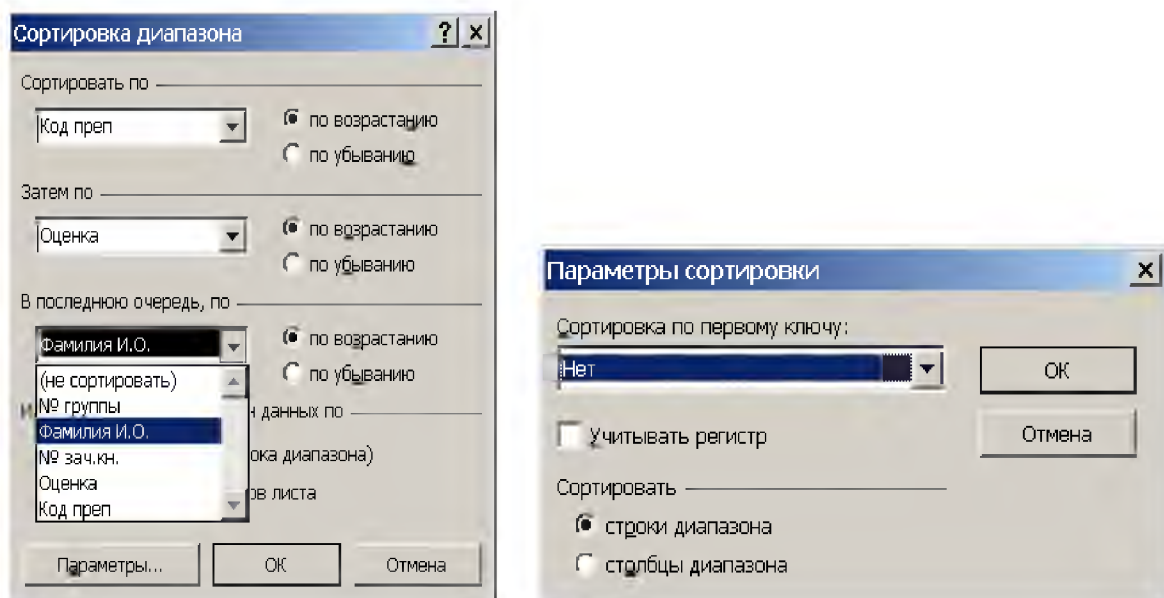 Сортировка диапазона
Сортировать по
Код преп
по возрастанию
по убыванию
Затем по
Оценка
по возрастанию
по убыванию
В последнюю очередь, по
Фамилия И.О.
по возрастанию
по убыванию
(не сортировать)
№ группы
данных по
Фамилия И.О.
№ зач.кн.
диапазона)
Оценка
листа
Код преп
Параметры...
ОК
Отмена
Параметры сортировки
Сортировка по первому ключу:
Нет
ОК
Учитывать регистр
Отмена
Сортировать
строки диапазона
столбцы диапазона